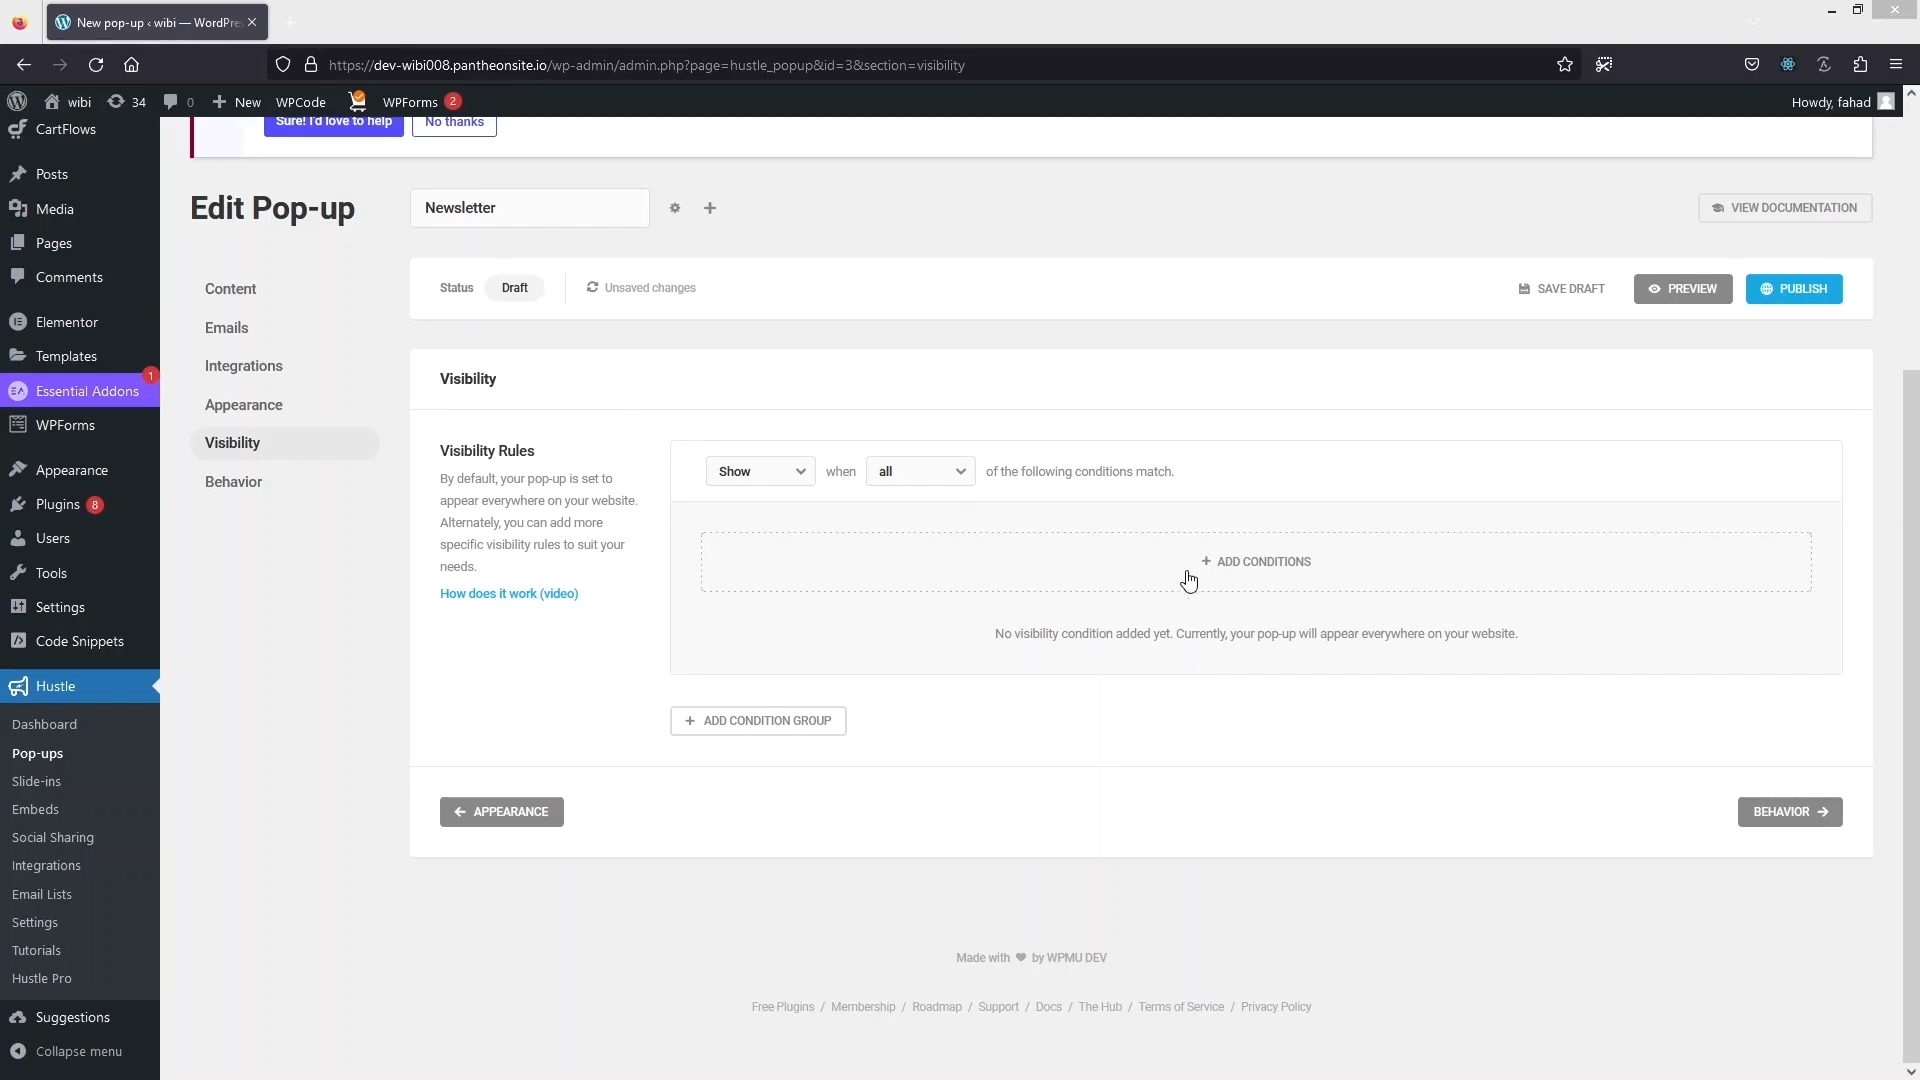 New pop-up ‹ wibi — WordPre
https://dev-wibi008.pantheonsite.io/wp-admin/admin.php?page=hustle_popup&id=3&section=visibility
wibi
34
0
New
WPCode
WPForms
2
Howdy, fahad
CartFlows
Posts
Media
Pages
Comments
Elementor
Templates
Essential Addons
1
WPForms
Appearance
Plugins
8
Users
Tools
Settings
Code Snippets
Hustle
Dashboard
Pop-ups
Slide-ins
Embeds
Social Sharing
Integrations
Email Lists
Settings
Tutorials
Hustle Pro
Suggestions
Collapse menu
Sure! I'd love to help
No thanks
Edit Pop-up
Newsletter
VIEW DOCUMENTATION
Content
Emails
Integrations
Appearance
Visibility
Behavior
Status
Draft
Unsaved changes
SAVE DRAFT
PREVIEW
PUBLISH
Visibility
Visibility Rules
By default, your pop-up is set to
appear everywhere on your website.
Alternately, you can add more
specific visibility rules to suit your
needs.
How does it work (video)
Show
when
all
of the following conditions match.
ADD CONDITIONS
No visibility condition added yet. Currently, your pop-up will appear everywhere on your website.
ADD CONDITION GROUP
APPEARANCE
BEHAVIOR
Made with ♥ by WPMU DEV
Free Plugins / Membership / Roadmap / Support / Docs / The Hub / Terms of Service / Privacy Policy